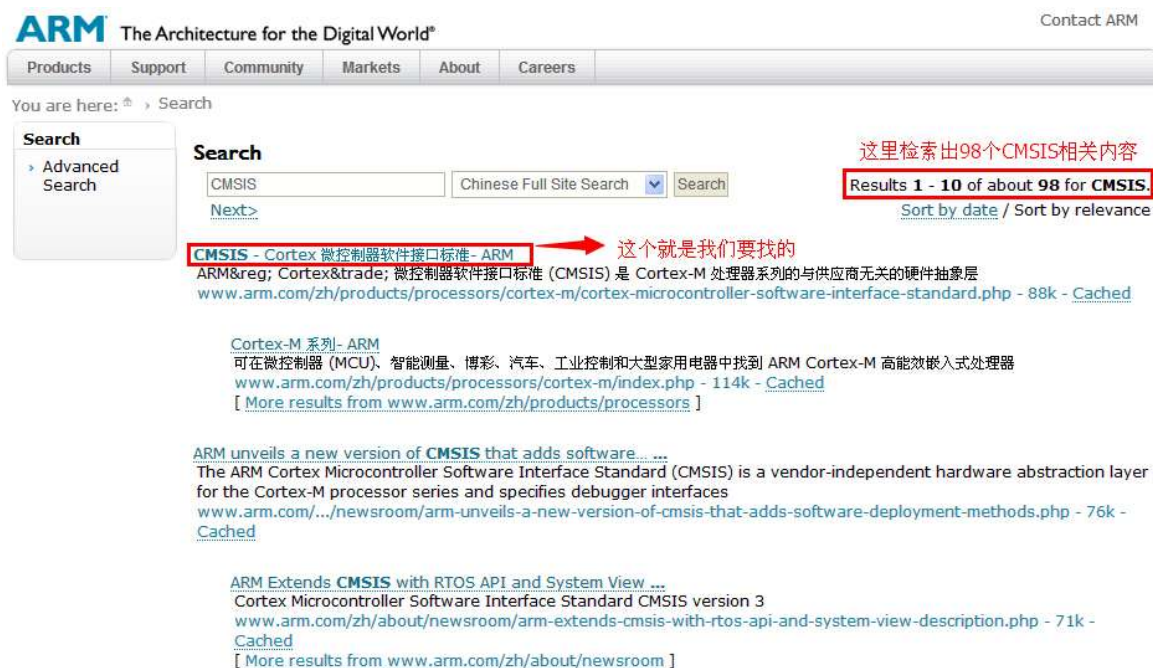 ARM The Architecture for the Digital World®
Contact ARM
Products Support Community Markets About Careers
You are here: › Search
Search
› Advanced
Search
Search
这里检索出98个CMSIS相关内容
CMSIS Chinese Full Site Search Search
Results 1 - 10 of about 98 for CMSIS.
Next>
Sort by date / Sort by relevance
CMSIS - Cortex 微控制器软件接口标准- ARM
这个就是我们要找的
ARM&reg; Cortex&trade; 微控制器软件接口标准 (CMSIS) 是 Cortex-M 处理器系列的与供应商无关的硬件抽象层
www.arm.com/zh/products/processors/cortex-m/cortex-microcontroller-software-interface-standard.php - 88k - Cached
Cortex-M 系列- ARM
可在微控制器 (MCU)、智能测量、博彩、汽车、工业控制和大型家用电器中找到 ARM Cortex-M 高能效嵌入式处理器
www.arm.com/zh/products/processors/cortex-m/index.php - 114k - Cached
[ More results from www.arm.com/zh/products/processors ]
ARM unveils a new version of CMSIS that adds software... ...
The ARM Cortex Microcontroller Software Interface Standard (CMSIS) is a vendor-independent hardware abstraction layer
for the Cortex-M processor series and specifies debugger interfaces
www.arm.com/.../newsroom/arm-unveils-a-new-version-of-cmsis-that-adds-software-deployment-methods.php - 76k -
Cached
ARM Extends CMSIS with RTOS API and System View ...
Cortex Microcontroller Software Interface Standard CMSIS version 3
www.arm.com/zh/about/newsroom/arm-extends-cmsis-with-rtos-api-and-system-view-description.php - 71k -
Cached
[ More results from www.arm.com/zh/about/newsroom ]